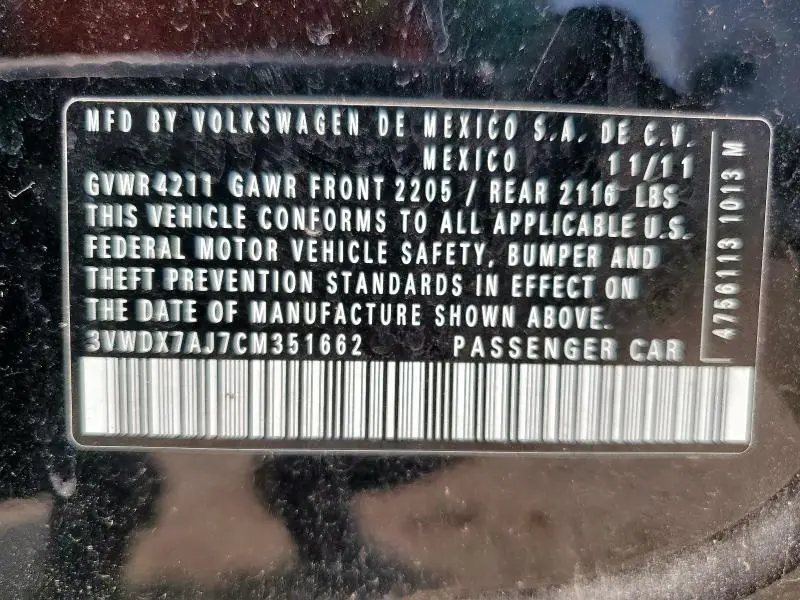 MFD BY VOLKSWAGEN DE MEXICO S.A. DE C.V.
MEXICO 11/11
GVWR 4211 GAWR FRONT 2205 / REAR 2116 LBS
THIS VEHICLE CONFORMS TO ALL APPLICABLE U.S.
FEDERAL MOTOR VEHICLE SAFETY, BUMPER AND
THEFT PREVENTION STANDARDS IN EFFECT ON
THE DATE OF MANUFACTURE SHOWN ABOVE.
3VWDX7AJ7CM351662 PASSENGER CAR
4756113 1013 M